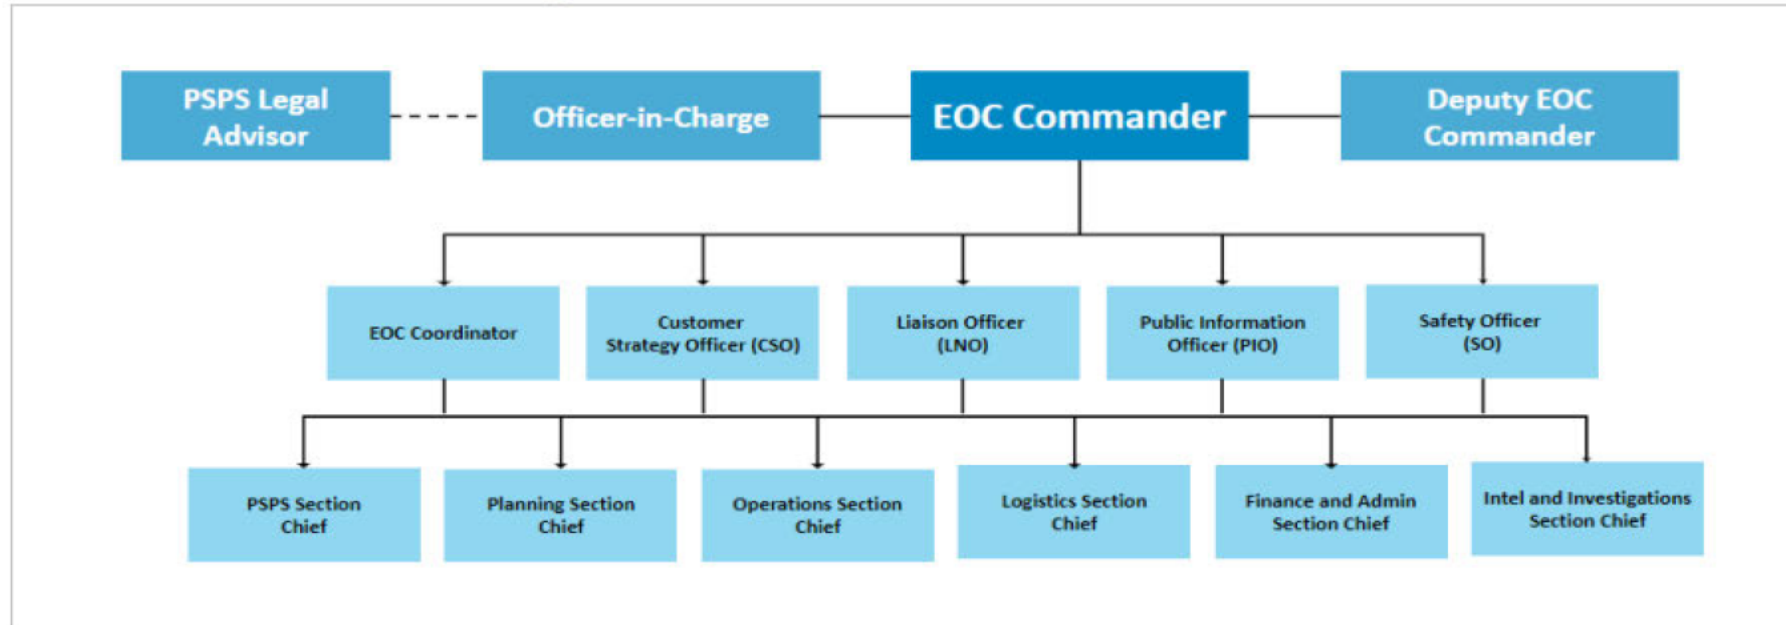 PSPS Legal
Advisor
Officer-in-Charge
EOC Commander
Deputy EOC
Commander
EOC Coordinator
Customer
Strategy Officer (CSO)
Liaison Officer
(LNO)
Public Information
Officer (PIO)
Safety Officer
(SO)
PSPS Section
Chief
Planning Section
Chief
Operations Section
Chief
Logistics Section
Chief
Finance and Admin
Section Chief
Intel and Investigations
Section Chief